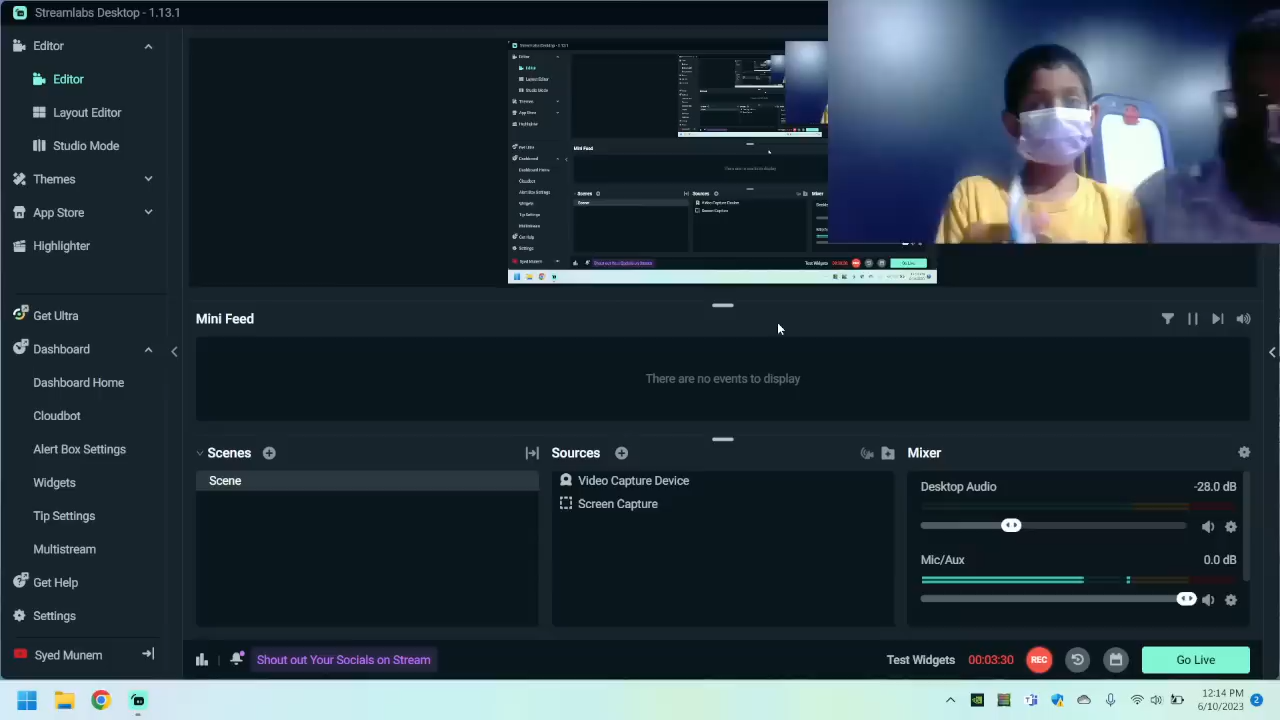 Streamlabs Desktop - 1.13.1
Editor
Editor
Layout Editor
Studio Mode
Themes
App Store
Highlighter
Get Ultra
Dashboard
Dashboard Home
Cloudbot
Alert Box Settings
Widgets
Tip Settings
Multistream
Get Help
Settings
Syed Munem
Mini Feed
There are no events to display
Scenes
Scene
Sources
Video Capture Device
Screen Capture
Mixer
Desktop Audio -28.0 dB
Mic/Aux 0.0 dB
Shout out Your Socials on Stream
Test Widgets 00:03:30 REC Go Live
12:14 PM
6/10/2023
2